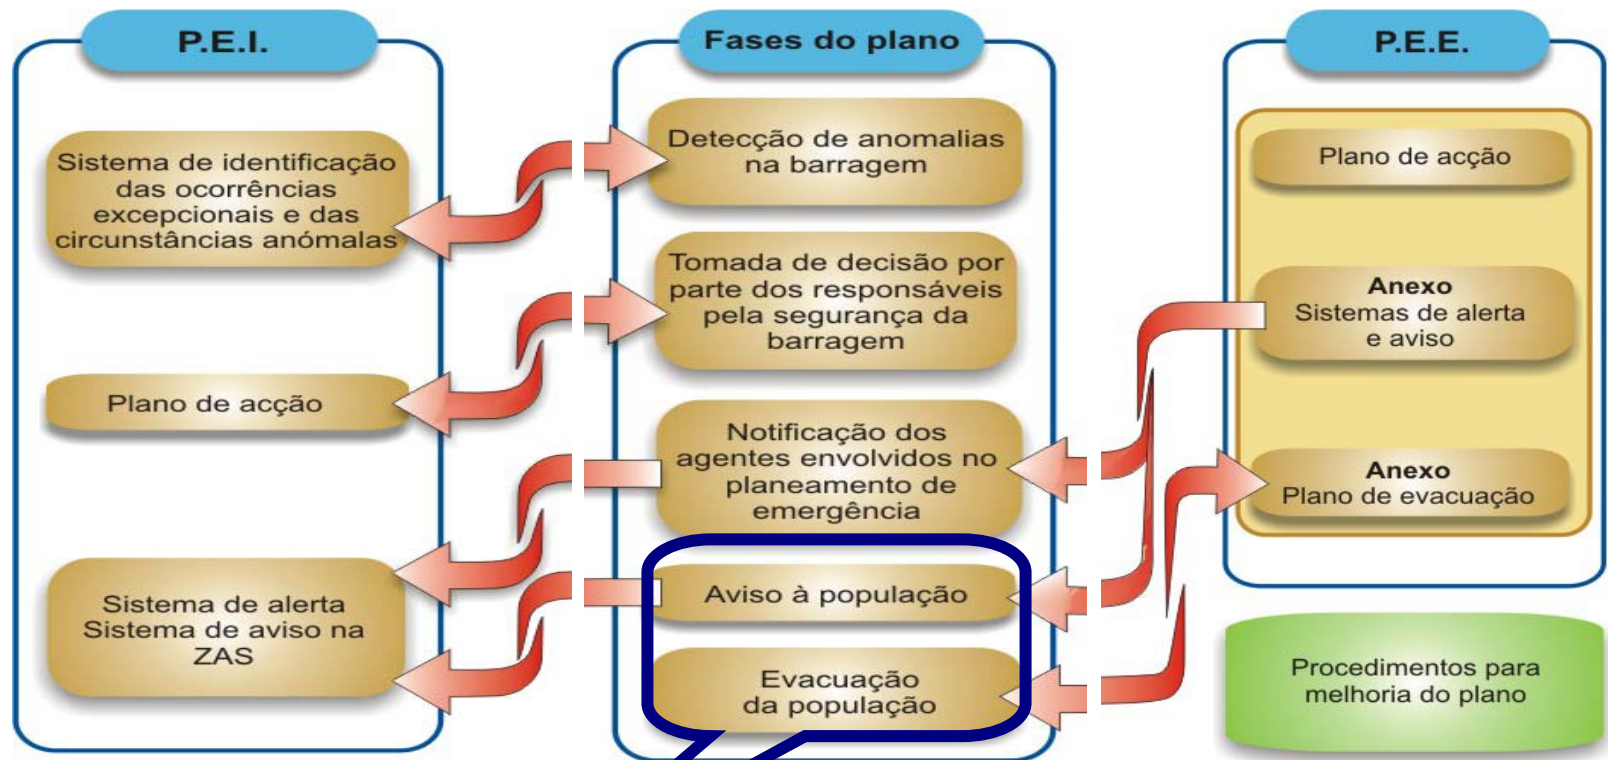 P.E.I.
Sistema de identificação
das ocorrências
excepcionais e das
circunstâncias anómalas
Plano de acção
Sistema de alerta
Sistema de aviso na
ZAS
Fases do plano
Detecção de anomalias
na barragem
Tomada de decisão por
parte dos responsáveis
pela segurança da
barragem
Notificação dos
agentes envolvidos no
planeamento de
emergência
Aviso à população
Evacuação
da população
P.E.E.
Plano de acção
Anexo
Sistemas de alerta
e aviso
Anexo
Plano de evacuação
Procedimentos para
melhoria do plano